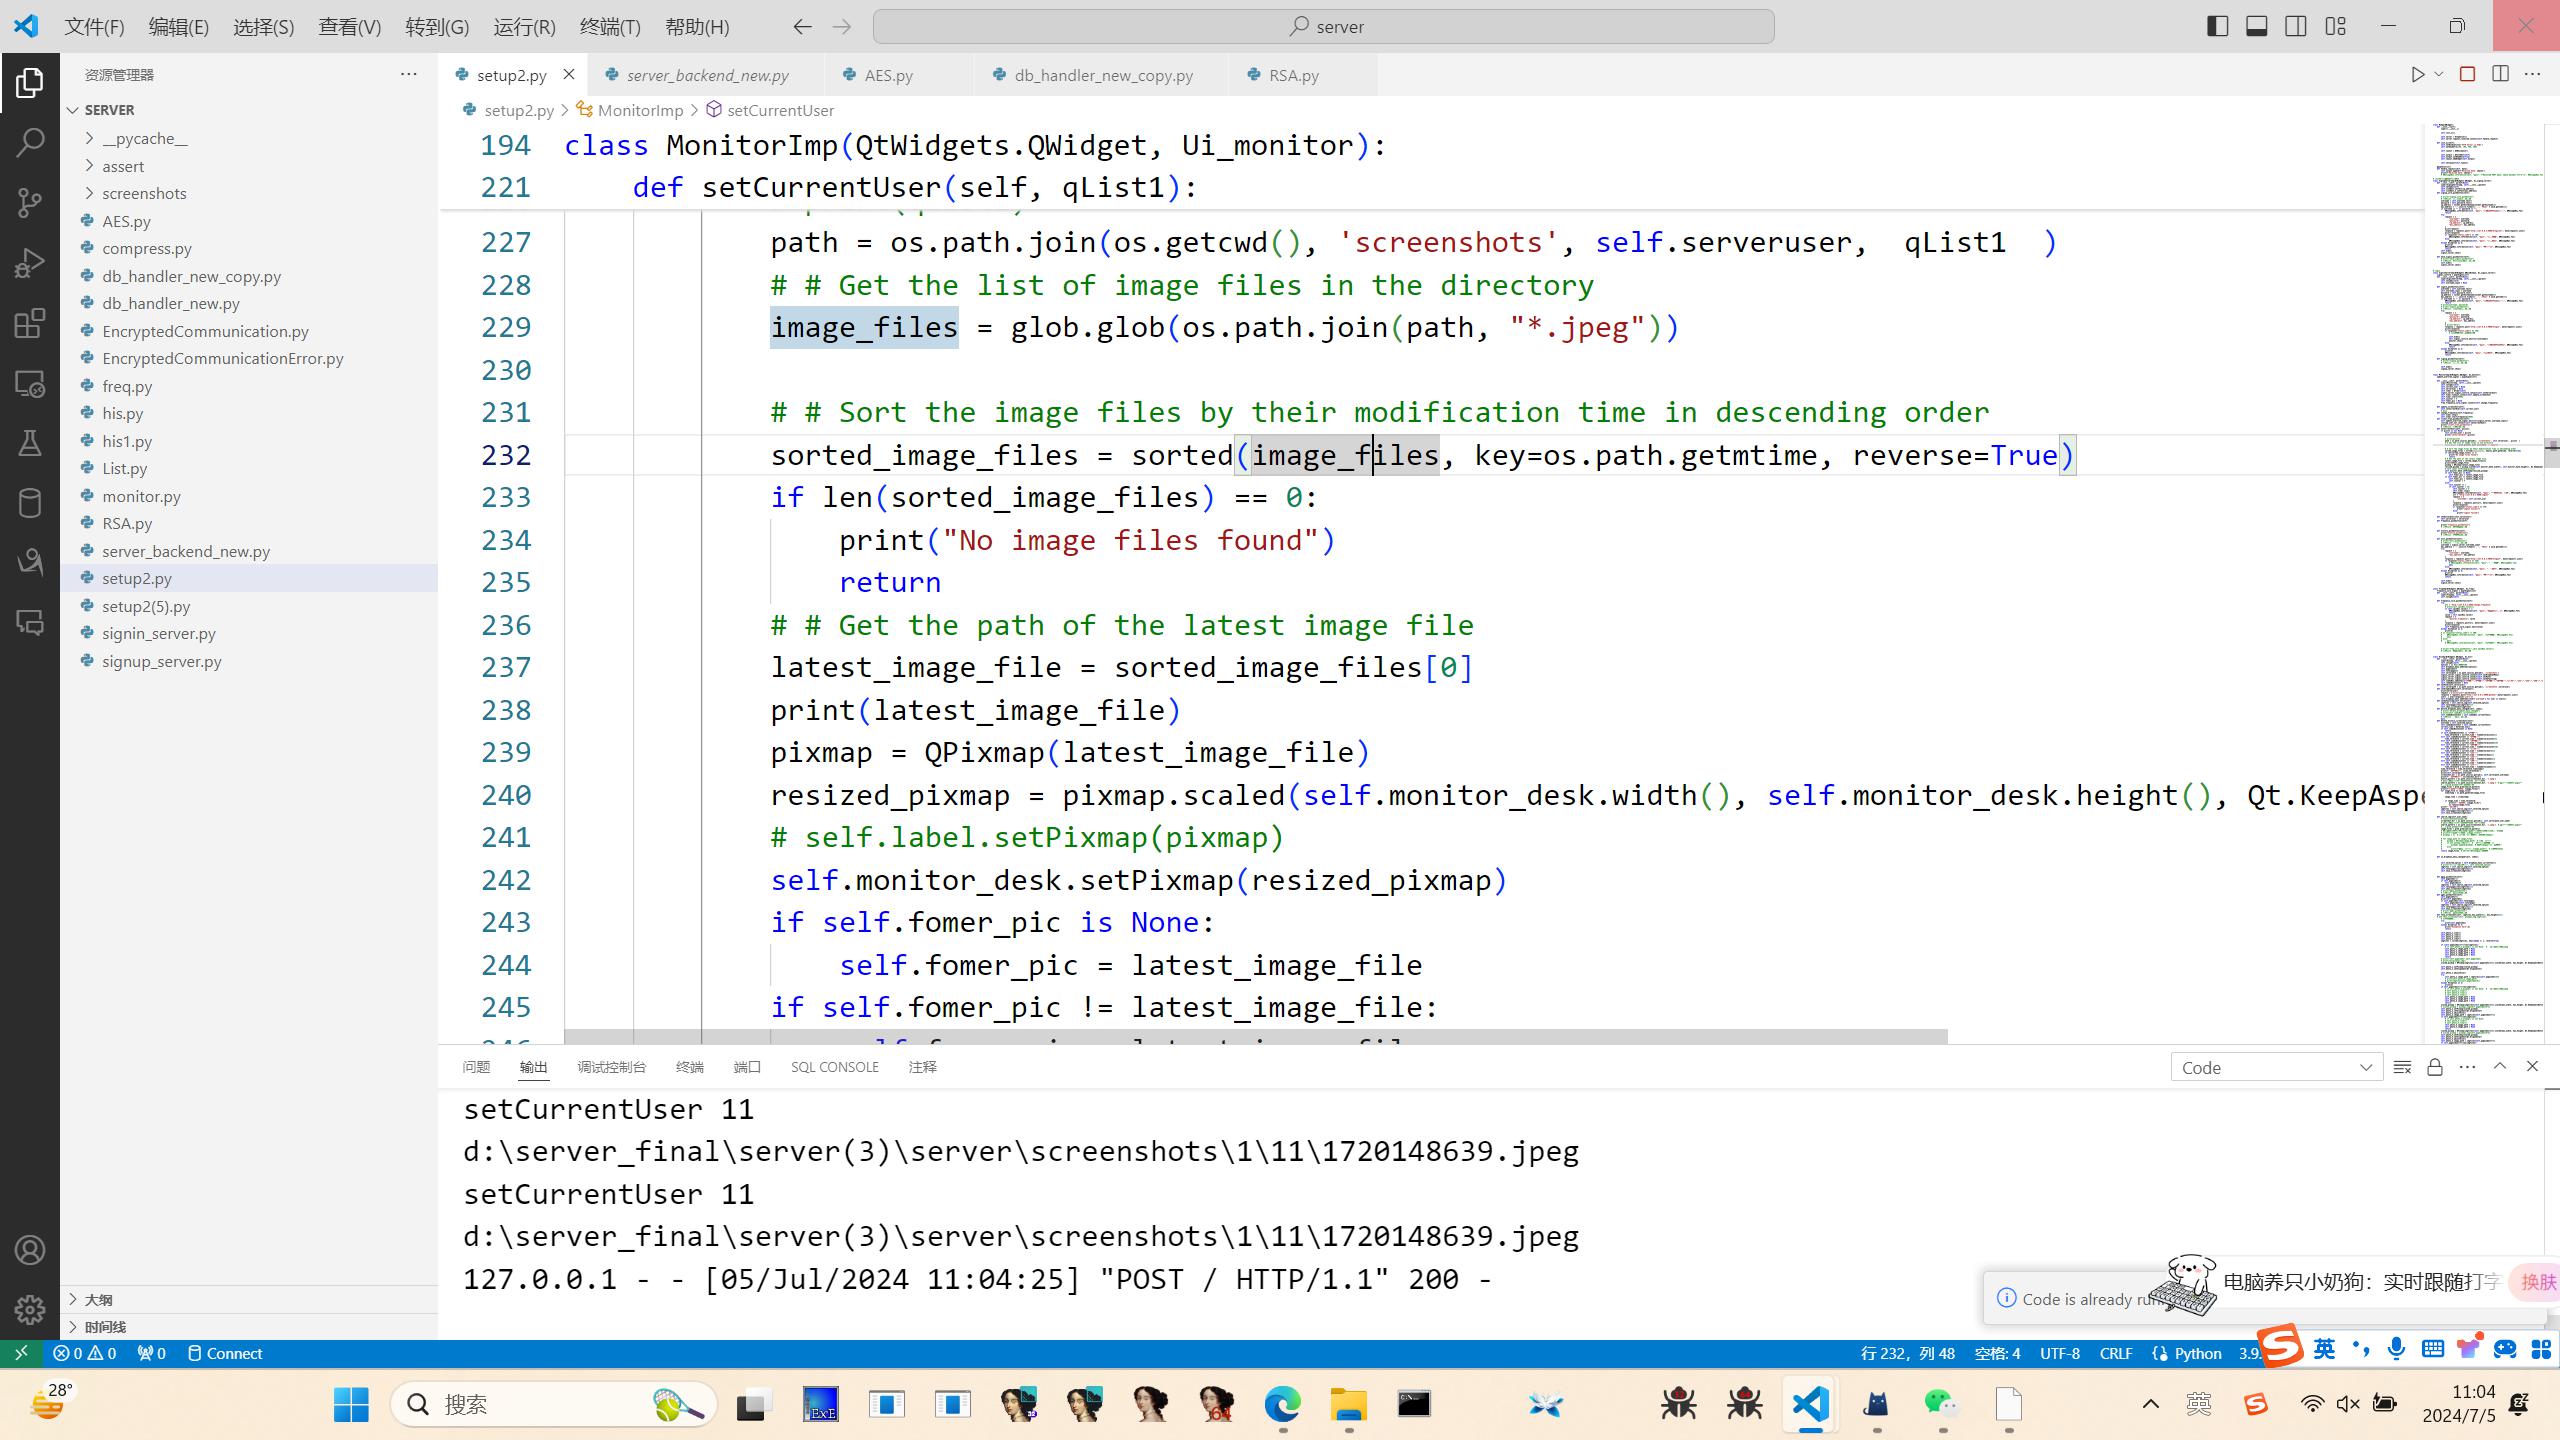 文件(F) 编辑(E) 选择(S) 查看(V) 转到(G) 运行(R) 终端(T) 帮助(H) server
资源管理器
SERVER
__pycache__
assert
screenshots
AES.py
compress.py
db_handler_new_copy.py
db_handler_new.py
EncryptedCommunication.py
EncryptedCommunicationError.py
freq.py
his.py
his1.py
List.py
monitor.py
RSA.py
server_backend_new.py
setup2.py
setup2(5).py
signin_server.py
signup_server.py
大纲
时间线
setup2.py server_backend_new.py AES.py db_handler_new_copy.py RSA.py
setup2.py > MonitorImp > setCurrentUser
194 class MonitorImp(QtWidgets.QWidget, Ui_monitor):
221 def setCurrentUser(self, qList1):
227 path = os.path.join(os.getcwd(), 'screenshots', self.serveruser,  qList1  )
228 # # Get the list of image files in the directory
229 image_files = glob.glob(os.path.join(path, "*.jpeg"))
230
231 # # Sort the image files by their modification time in descending order
232 sorted_image_files = sorted(image_files, key=os.path.getmtime, reverse=True)
233 if len(sorted_image_files) == 0:
234 print("No image files found")
235 return
236 # # Get the path of the latest image file
237 latest_image_file = sorted_image_files[0]
238 print(latest_image_file)
239 pixmap = QPixmap(latest_image_file)
240 resized_pixmap = pixmap.scaled(self.monitor_desk.width(), self.monitor_desk.height(), Qt.KeepAspe
241 # self.label.setPixmap(pixmap)
242 self.monitor_desk.setPixmap(resized_pixmap)
243 if self.fomer_pic is None:
244 self.fomer_pic = latest_image_file
245 if self.fomer_pic != latest_image_file:
问题 输出 调试控制台 终端 端口 SQL CONSOLE 注释 Code
setCurrentUser 11
d:\server_final\server(3)\server\screenshots\1\11\1720148639.jpeg
setCurrentUser 11
d:\server_final\server(3)\server\screenshots\1\11\1720148639.jpeg
127.0.0.1 - - [05/Jul/2024 11:04:25] "POST / HTTP/1.1" 200 -
Code is already
电脑养只小奶狗：实时跟随打字 换肤
0 0 0 Connect 行 232，列 48 空格: 4 UTF-8 CRLF Python 3.9. 英
28° 搜索 英 11:04
2024/7/5